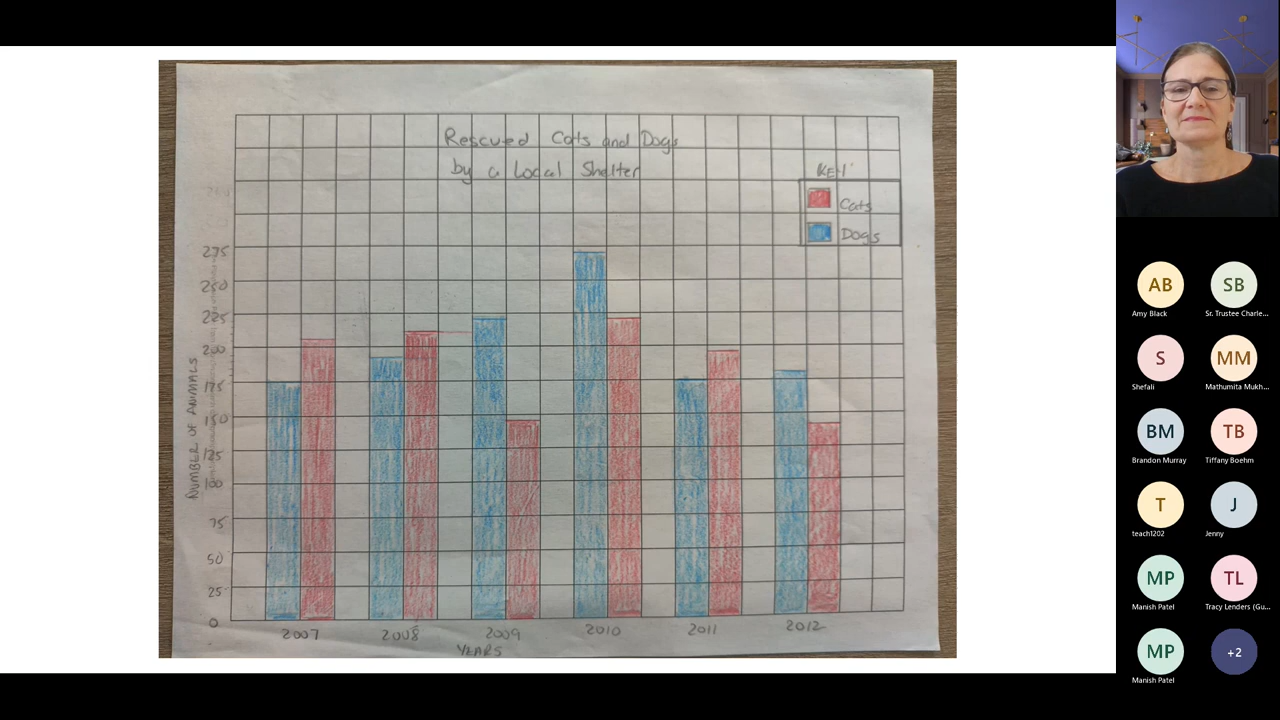 Rescued Cats and Dogs
by a Local Shelter
KEY
Cats
Dogs
275
250
225
200
175
150
125
100
75
50
25
0
NUMBER OF ANIMALS
2007 2008 2009 2010 2011 2012
YEARS
AB SB
Amy Black Sr. Trustee Charle...
S MM
Shefali Mathumita Mukh...
BM TB
Brandon Murray Tiffany Boehm
T J
teach1202 Jenny
MP TL
Manish Patel Tracy Lenders (Gu...
MP +2
Manish Patel